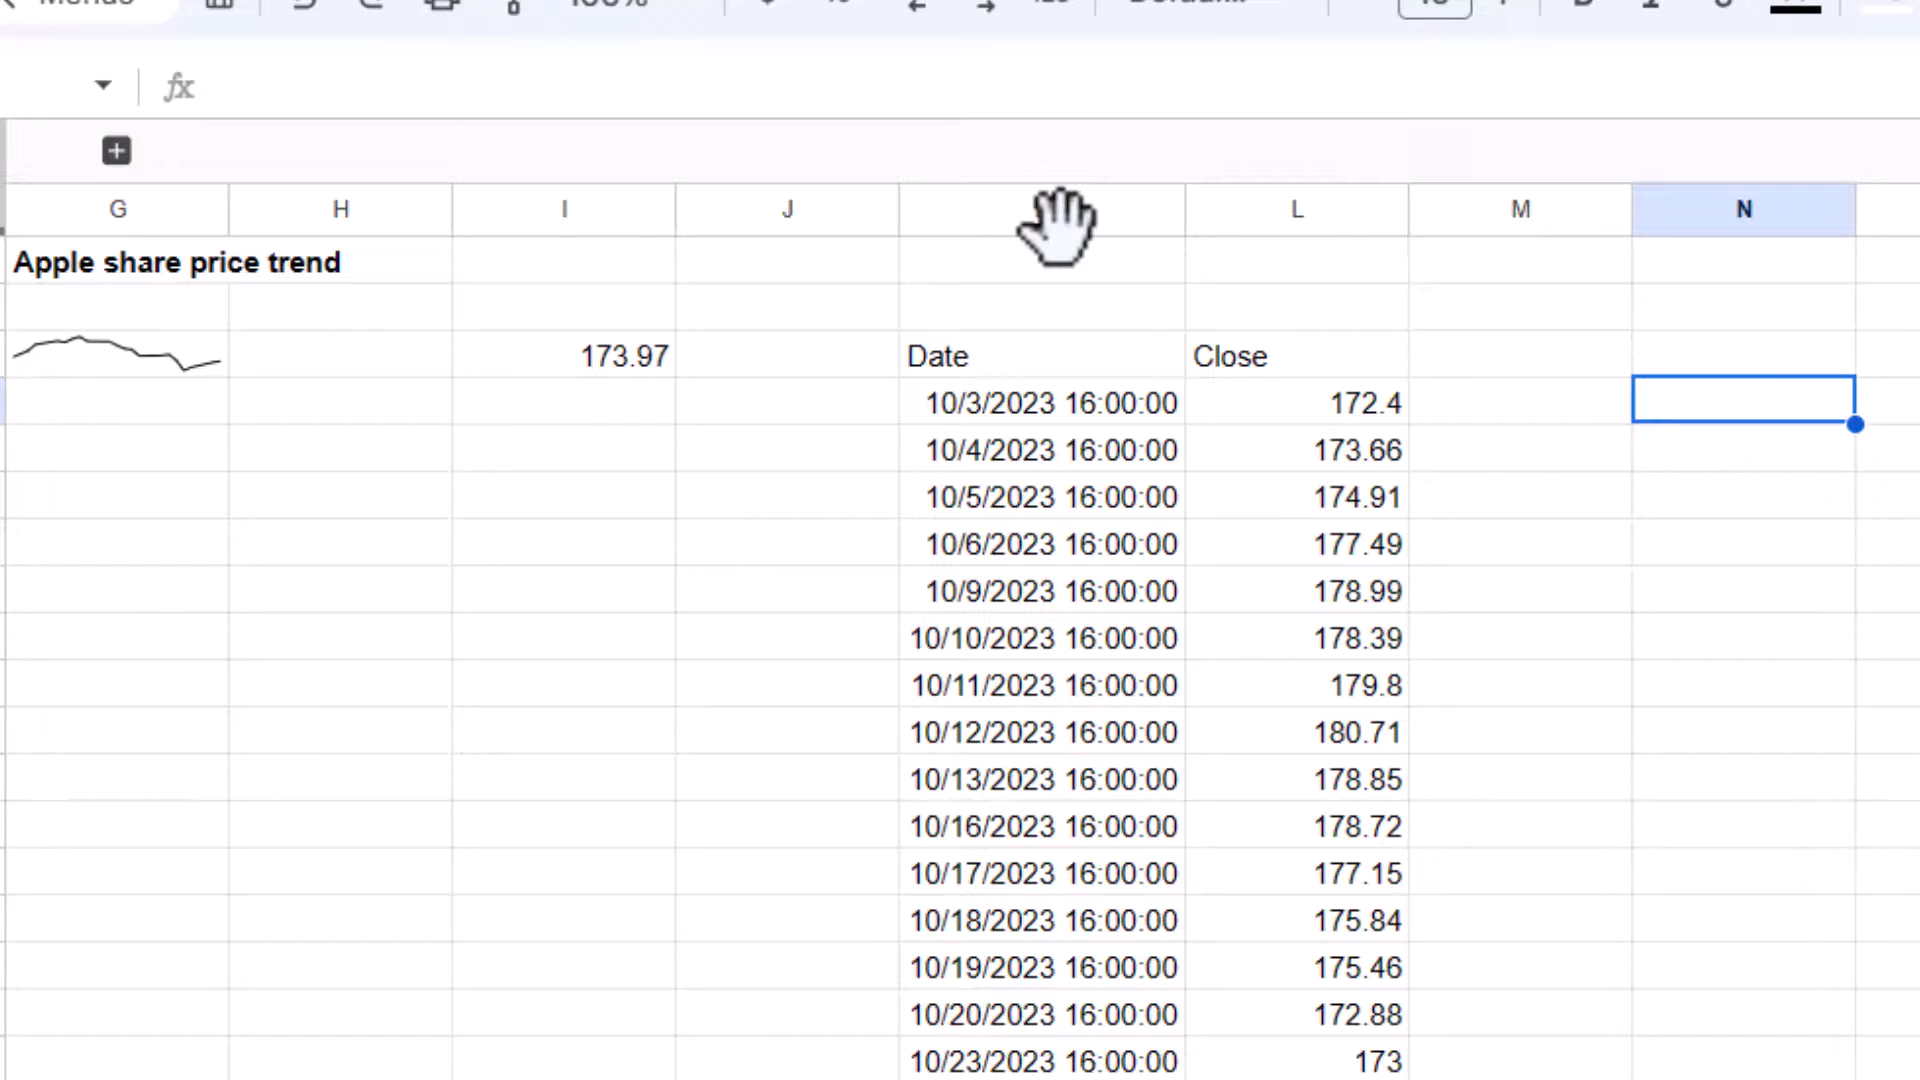 Menus
100%
fx
G H I J L M N
Apple share price trend
173.97 Date Close
10/3/2023 16:00:00 172.4
10/4/2023 16:00:00 173.66
10/5/2023 16:00:00 174.91
10/6/2023 16:00:00 177.49
10/9/2023 16:00:00 178.99
10/10/2023 16:00:00 178.39
10/11/2023 16:00:00 179.8
10/12/2023 16:00:00 180.71
10/13/2023 16:00:00 178.85
10/16/2023 16:00:00 178.72
10/17/2023 16:00:00 177.15
10/18/2023 16:00:00 175.84
10/19/2023 16:00:00 175.46
10/20/2023 16:00:00 172.88
10/23/2023 16:00:00 173